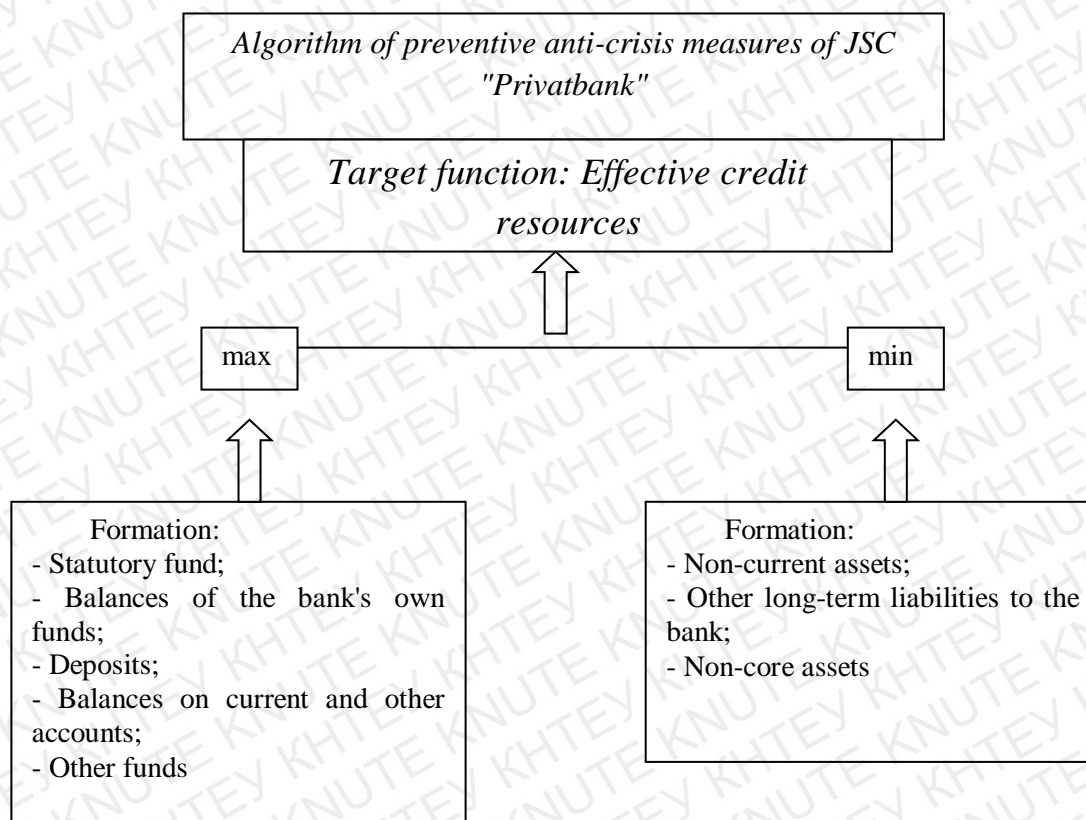 Algorithm of preventive anti-crisis measures of JSC
"Privatbank"
Target function: Effective credit
resources
max
min
Formation:
- Statutory fund;
- Balances of the bank's own
funds;
- Deposits;
- Balances on current and other
accounts;
- Other funds
Formation:
- Non-current assets;
- Other long-term liabilities to the
bank;
- Non-core assets